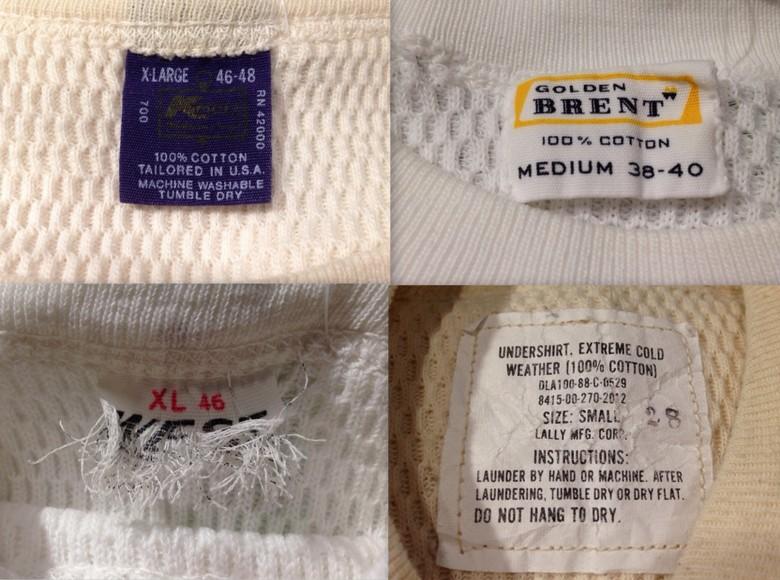 X-LARGE 46-48
700
RN 42000
100% COTTON
TAILORED IN U.S.A.
MACHINE WASHABLE
TUMBLE DRY
GOLDEN
BRENT
100% COTTON
MEDIUM 38-40
XL 46
UNDERSHIRT, EXTREME COLD
WEATHER (100% COTTON)
DLA100-88-C-0529
8415-00-270-2012
SIZE: SMALL
28
LALLY MFG. CORP.
INSTRUCTIONS:
LAUNDER BY HAND OR MACHINE. AFTER
LAUNDERING, TUMBLE DRY OR DRY FLAT.
DO NOT HANG TO DRY.